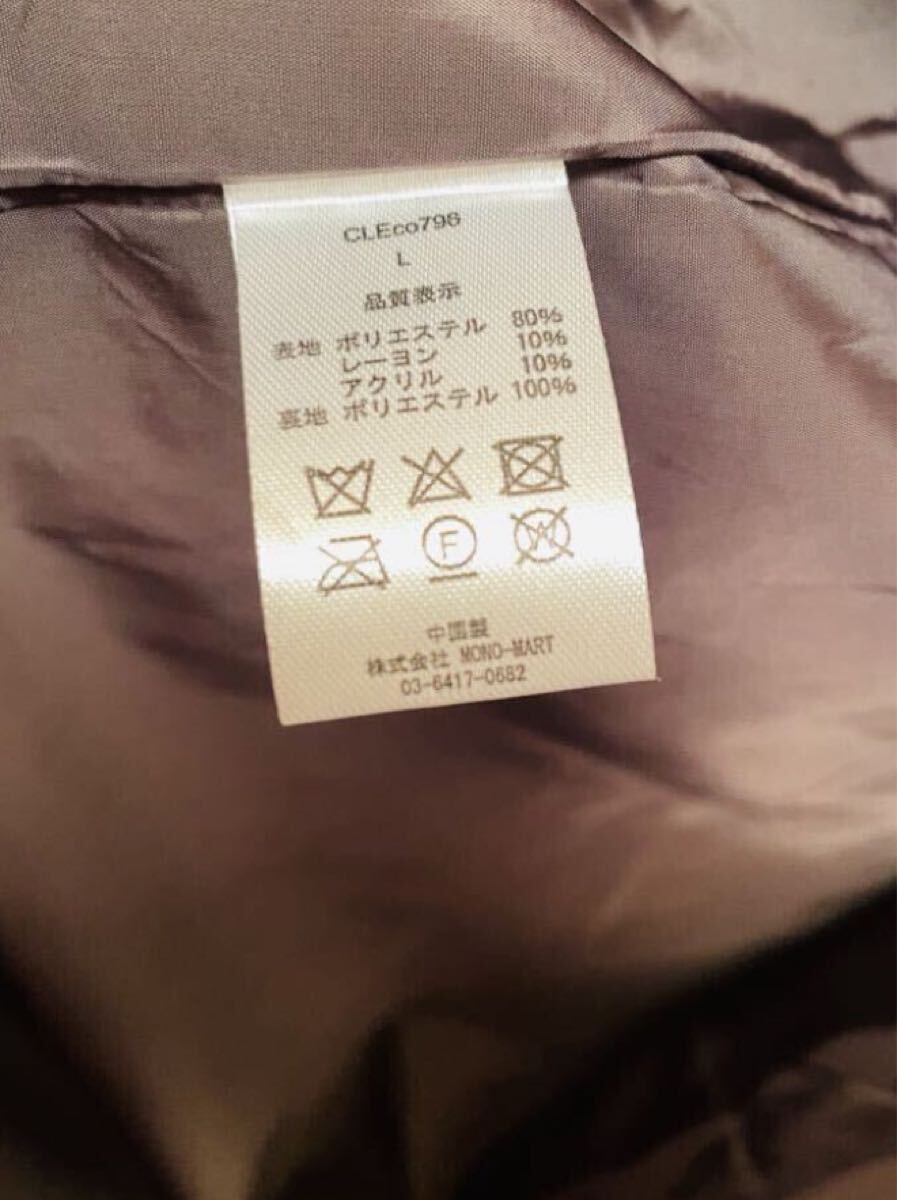 CLEco796
L
品質表示
表地 ポリエステル 80%
レーヨン 10%
アクリル 10%
裏地 ポリエステル 100%
F W
中国製
株式会社 MONO-MART
03-6417-0682